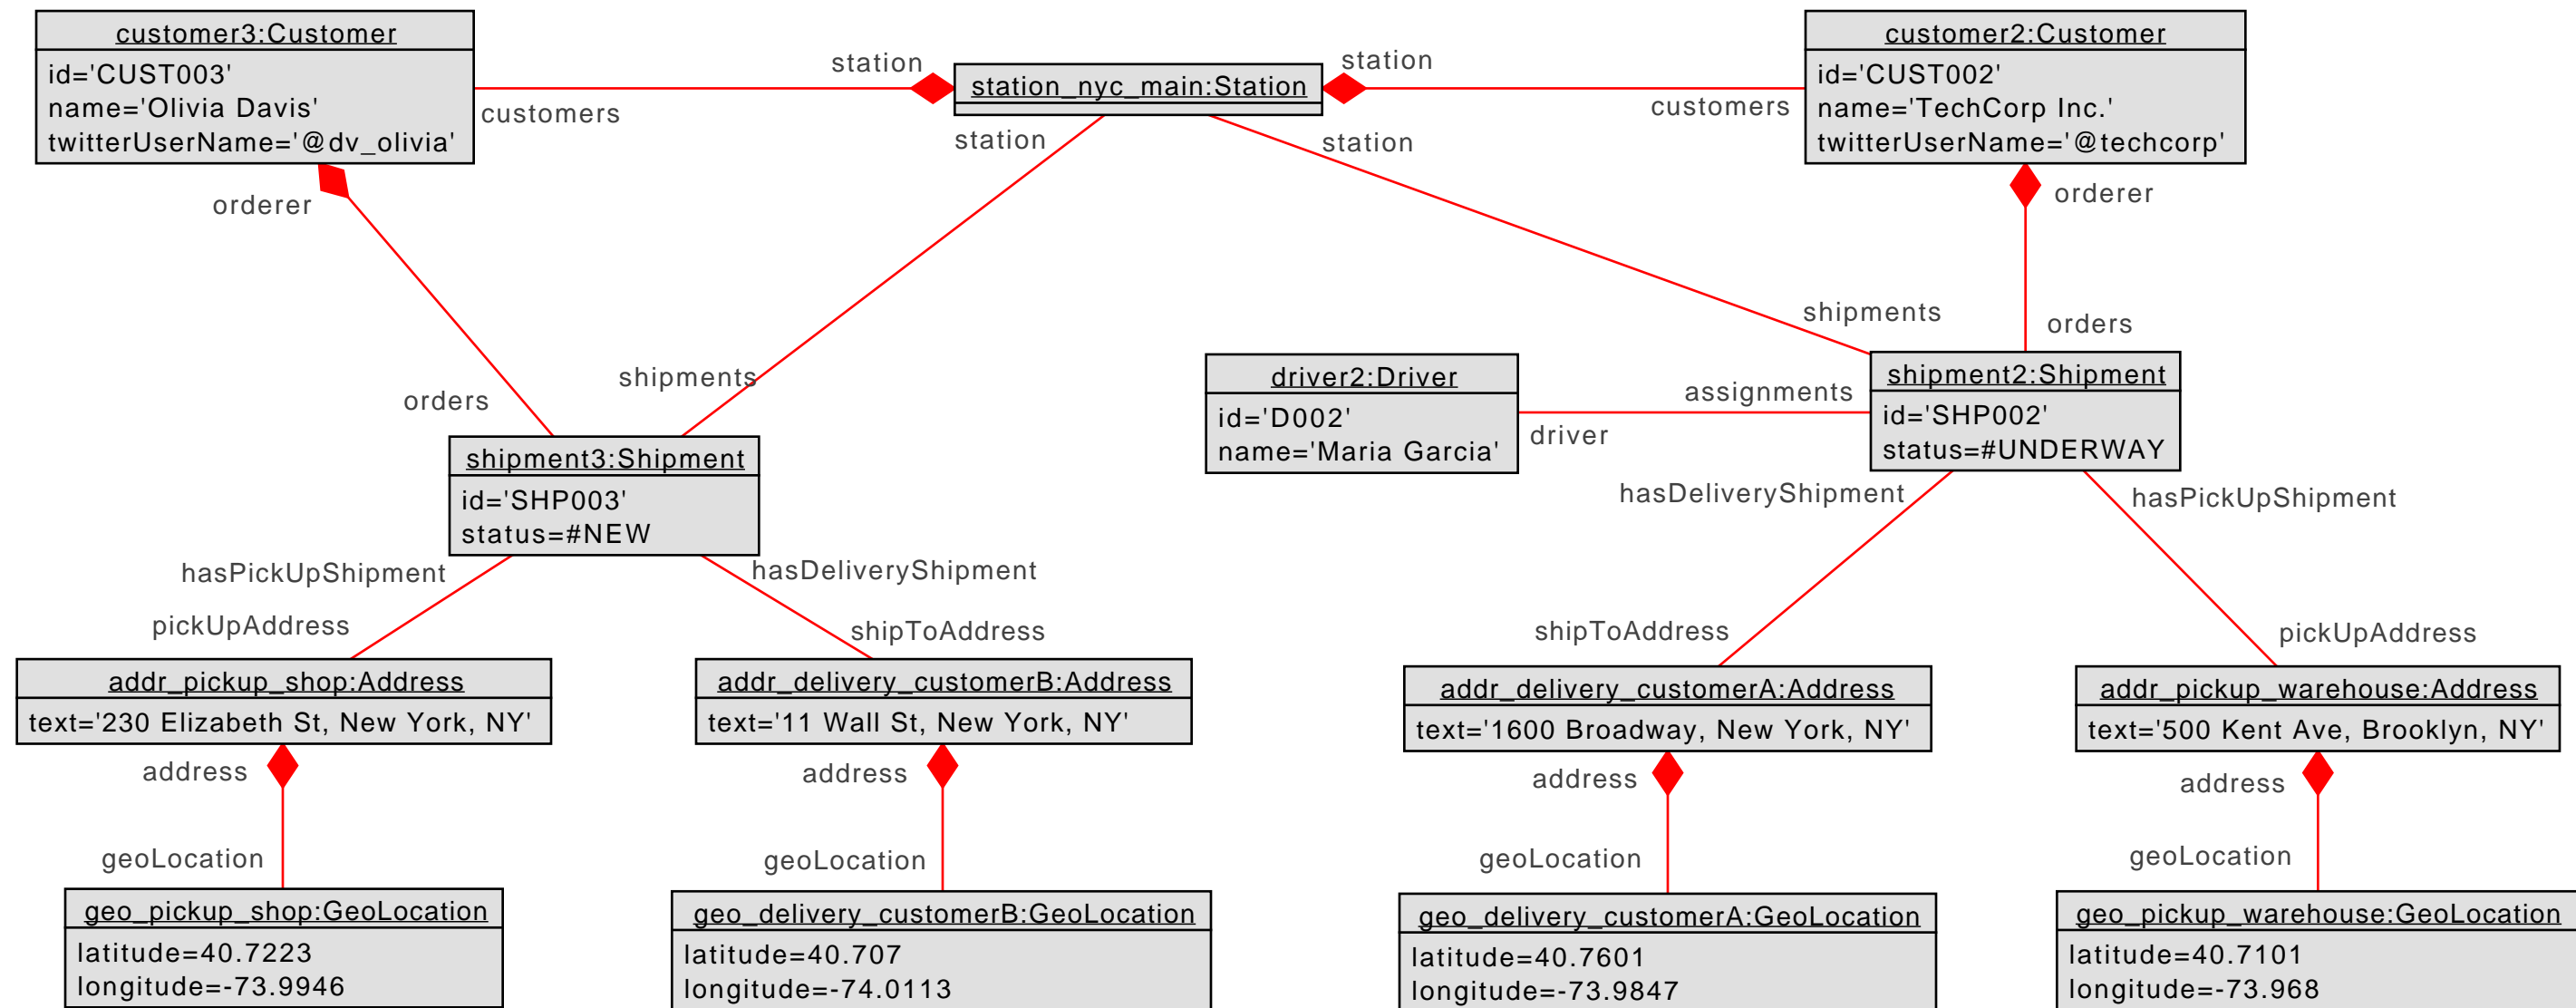 customer3:Customer
id='CUST003'
name='Olivia Davis'
twitterUserName='@dv_olivia'
station
customers
station_nyc_main:Station
station
customers
customer2:Customer
id='CUST002'
name='TechCorp Inc.'
twitterUserName='@techcorp'
station
station
orderer
orderer
shipments
orders
shipments
orders
driver2:Driver
id='D002'
name='Maria Garcia'
assignments
driver
shipment2:Shipment
id='SHP002'
status=#UNDERWAY
shipment3:Shipment
id='SHP003'
status=#NEW
hasDeliveryShipment
hasPickUpShipment
hasPickUpShipment
hasDeliveryShipment
pickUpAddress
shipToAddress
shipToAddress
pickUpAddress
addr_pickup_shop:Address
text='230 Elizabeth St, New York, NY'
addr_delivery_customerB:Address
text='11 Wall St, New York, NY'
addr_delivery_customerA:Address
text='1600 Broadway, New York, NY'
addr_pickup_warehouse:Address
text='500 Kent Ave, Brooklyn, NY'
address
address
address
address
geoLocation
geoLocation
geoLocation
geoLocation
geo_pickup_shop:GeoLocation
latitude=40.7223
longitude=-73.9946
geo_delivery_customerB:GeoLocation
latitude=40.707
longitude=-74.0113
geo_delivery_customerA:GeoLocation
latitude=40.7601
longitude=-73.9847
geo_pickup_warehouse:GeoLocation
latitude=40.7101
longitude=-73.968